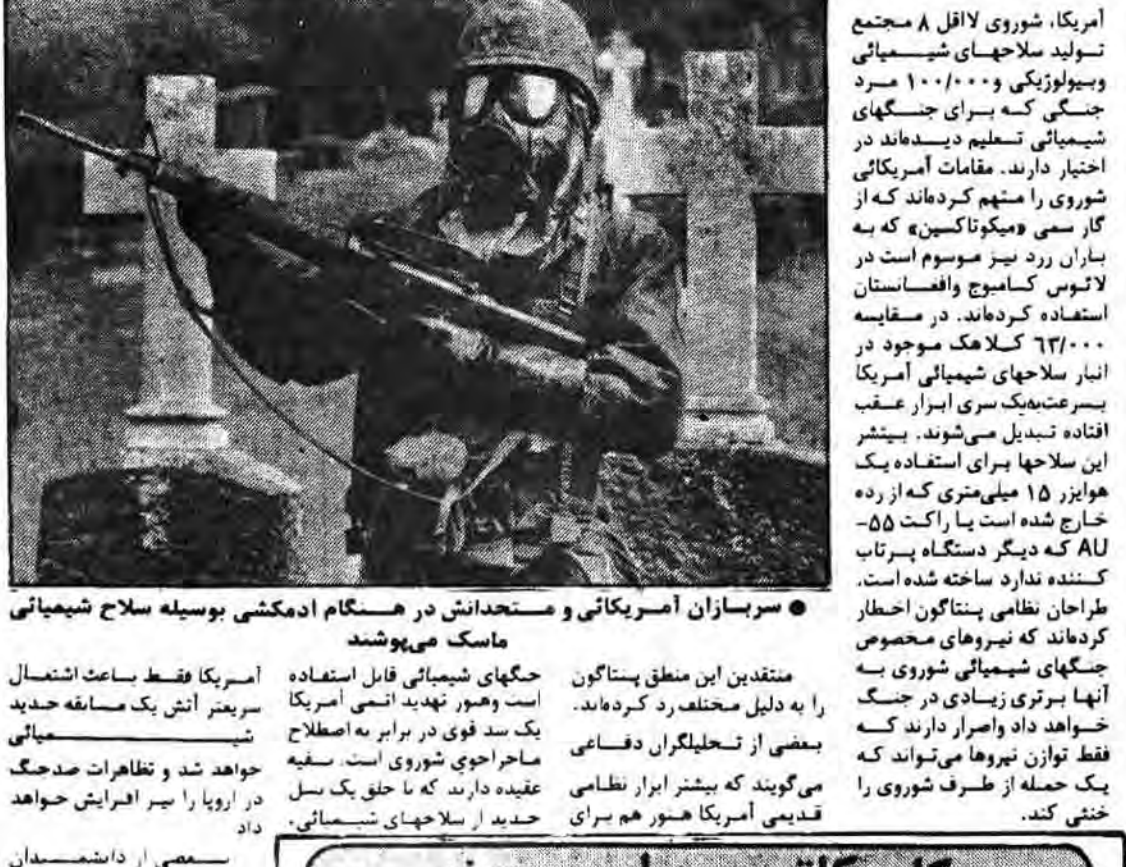 آمریکا، شوروی لااقل ۸ مجتمع
تولید سلاحهای شیمیائی
وبیولوژیکی و۱۰۰/۰۰۰ مرد
جنگی که برای جنگهای
شیمیائی تعلیم دیده‌اند در
اختیار دارند. مقامات آمریکائی
شوروی را متهم کرده‌اند که از
گار سمی «میکوتاکسین» که به
باران زرد نیز موسوم است در
لائوس کامبوج وافغانستان
استفاده کرده‌اند. در مقایسه
٦٣/۰۰۰ کلاهک موجود در
انبار سلاحهای شیمیائی آمریکا
بسرعت‌به‌یک سری ابزار عقب
افتاده تبدیل می‌شوند. بیتشر
این سلاحها برای استفاده یک
هوایزر ۱۵ میلی‌متری که از رده
خارج شده است یا راکت ۵۵-
AU که دیگر دستگاه پرتاب
کننده ندارد ساخته شده است.
طراحان نظامی پنتاگون اخطار
کرده‌اند که نیروهای مخصوص
جنگهای شیمیائی شوروی به
آنها برتری زیادی در جنگ
خواهد داد واصرار دارند که
فقط توازن نیروها می‌تواند که
یک حمله از طرف شوروی را
خنثی کند.
● سربازان آمریکائی و متحدانش در هنگام ادمکشی بوسیله سلاح شیمیائی
ماسک می‌پوشند
منتقدین این منطق پنتاگون
را به دلیل مختلف رد کرده‌اند.
بعضی از تحلیلگران دفاعی
می‌گویند که بیشتر ابزار نظامی
قدیمی آمریکا هنور هم برای
جنگهای شیمیائی قابل استفاده
است وهنور تهدید اتمی آمریکا
یک سد قوی در برابر به اصطلاح
ماجراجوی شوروی است. بقیه
عقیده دارند که با خلق یک نسل
جدید از سلاحهای شیمیائی،
آمریکا فقط باعث اشتعال
سریعتر آتش یک مسابقه جدید
شیمیائی
خواهد شد و تظاهرات ضدجنگ
در اروپا را نیز افزایش خواهد
داد
بعضی از دانشمندان